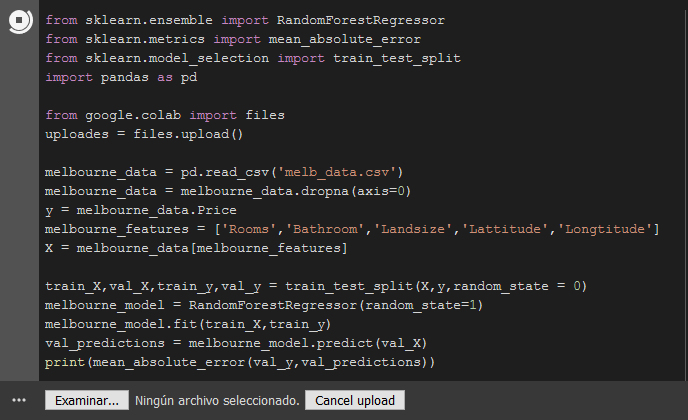 from sklearn.ensemble import RandomForestRegressor
from sklearn.metrics import mean_absolute_error
from sklearn.model_selection import train_test_split
import pandas as pd
from google.colab import files
uploades = files.upload()
melbourne_data = pd.read_csv('melb_data.csv')
melbourne_data = melbourne_data.dropna(axis=0)
y = melbourne_data.Price
melbourne_features = ['Rooms','Bathroom','Landsize','Lattitude','Longtitude']
X = melbourne_data[melbourne_features]
train_X,val_X,train_y,val_y = train_test_split(X,y,random_state = 0)
melbourne_model = RandomForestRegressor(random_state=1)
melbourne_model.fit(train_X,train_y)
val_predictions = melbourne_model.predict(val_X)
print(mean_absolute_error(val_y,val_predictions))
Examinar... Ningún archivo seleccionado. Cancel upload